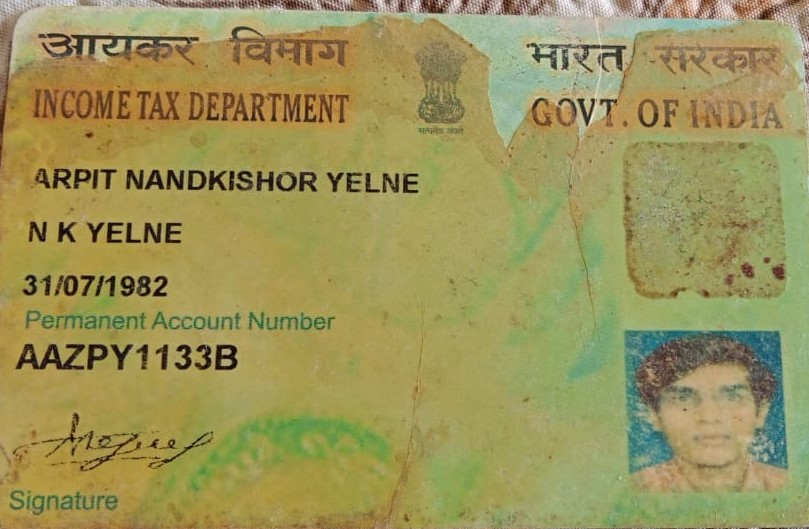 आयकर विभाग
भारत सरकार
INCOME TAX DEPARTMENT
GOVT. OF INDIA
सत्यमेव जयते
ARPIT NANDKISHOR YELNE
N K YELNE
31/07/1982
Permanent Account Number
AAZPY1133B
Signature